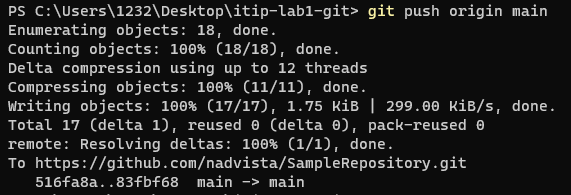 PS C:\Users\1232\Desktop\itip-lab1-git> git push origin main
Enumerating objects: 18, done.
Counting objects: 100% (18/18), done.
Delta compression using up to 12 threads
Compressing objects: 100% (11/11), done.
Writing objects: 100% (17/17), 1.75 KiB | 299.00 KiB/s, done.
Total 17 (delta 1), reused 0 (delta 0), pack-reused 0
remote: Resolving deltas: 100% (1/1), done.
To https://github.com/nadvista/SampleRepository.git
   516fa8a..83fbf68  main -> main